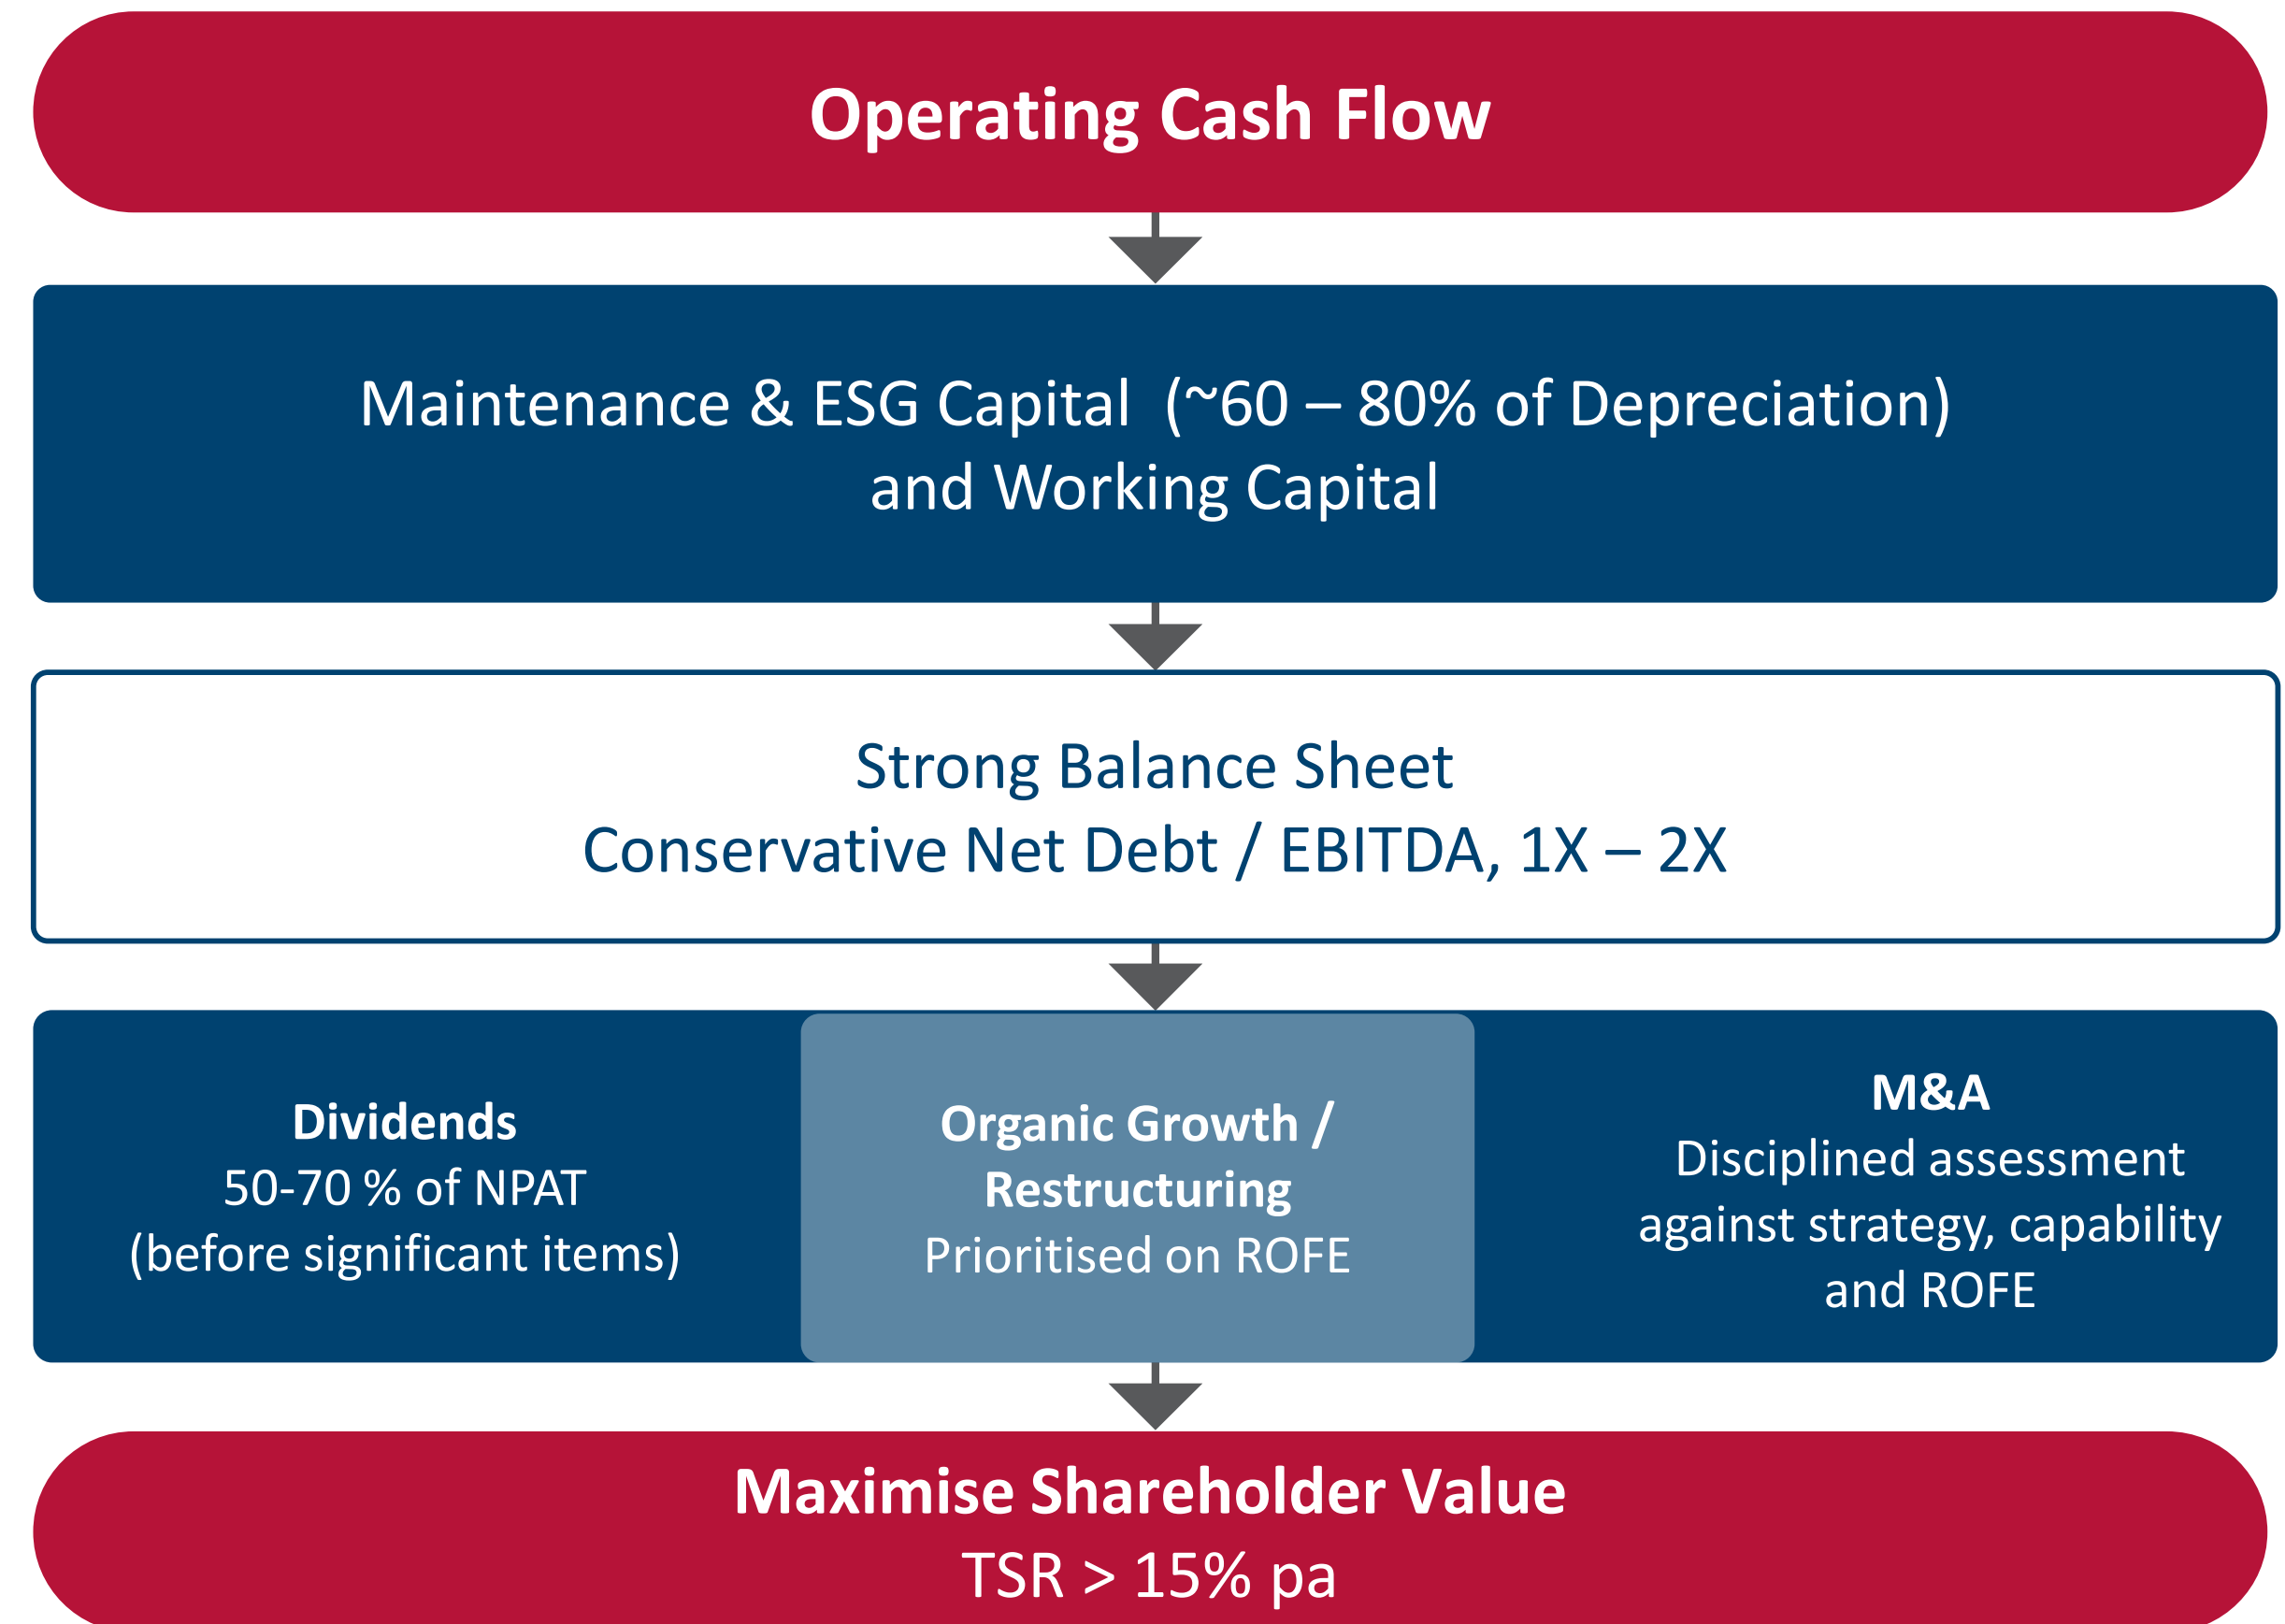 Operating Cash Flow
Maintenance & ESG Capital (~60 – 80% of Depreciation)
and Working Capital
Strong Balance Sheet
Conservative Net Debt / EBITDA, 1X – 2X
Dividends
50-70 % of NPAT
(before significant items)
Organic Growth /
Restructuring
Prioritised on ROFE
M&A
Disciplined assessment
against strategy, capability
and ROFE
Maximise Shareholder Value
TSR > 15% pa